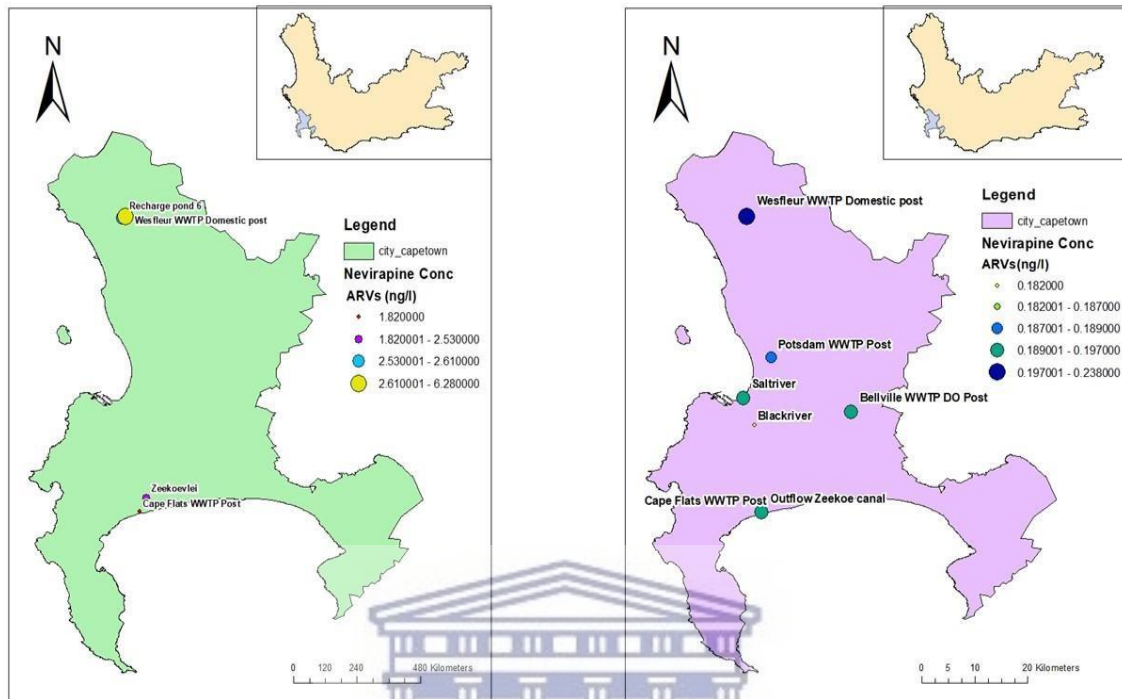 N
Recharge pond 6
Wesfleur WWTP Domestic post
Legend
city_capetown
Nevirapine Conc
ARVs (ng/l)
1.820000
1.820001 - 2.530000
2.530001 - 2.610000
2.610001 - 6.280000
Zeekoevlei
Cape Flats WWTP Post
0 120 240 480 Kilometers
N
Wesfleur WWTP Domestic post
Legend
city_capetown
Nevirapine Conc
ARVs(ng/l)
0.182000
0.182001 - 0.187000
0.187001 - 0.189000
0.189001 - 0.197000
0.197001 - 0.238000
Potsdam WWTP Post
Saltriver
Bellville WWTP DO Post
Blackriver
Cape Flats WWTP Post
Outflow Zeekoe canal
0 5 10 20 Kilometers